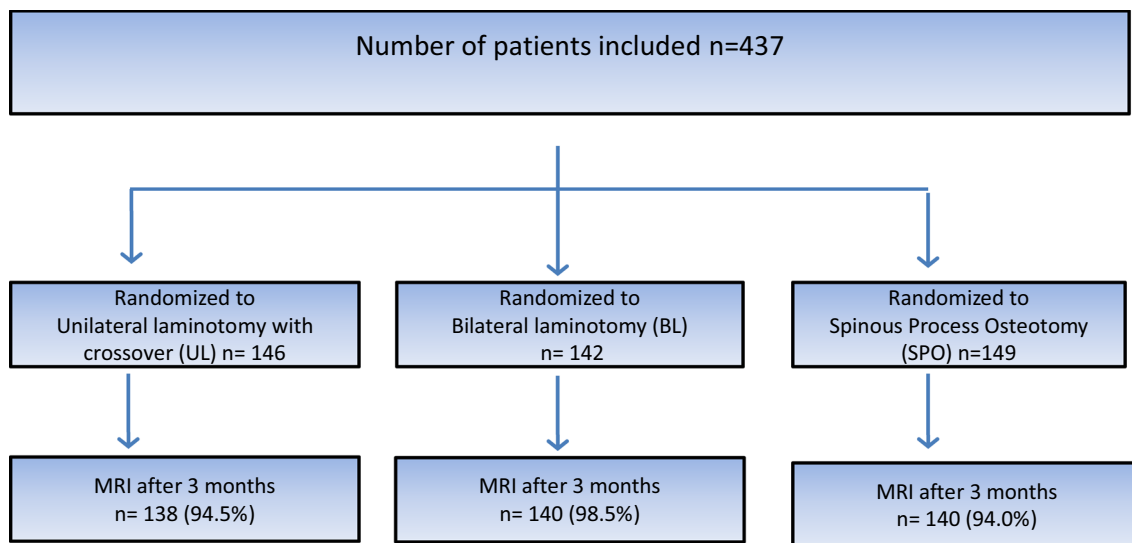 Number of patients included n=437
Randomized to
Unilateral laminotomy with
crossover (UL) n= 146
Randomized to
Bilateral laminotomy (BL)
n= 142
Randomized to
Spinous Process Osteotomy
(SPO) n=149
MRI after 3 months
n= 138 (94.5%)
MRI after 3 months
n= 140 (98.5%)
MRI after 3 months
n= 140 (94.0%)